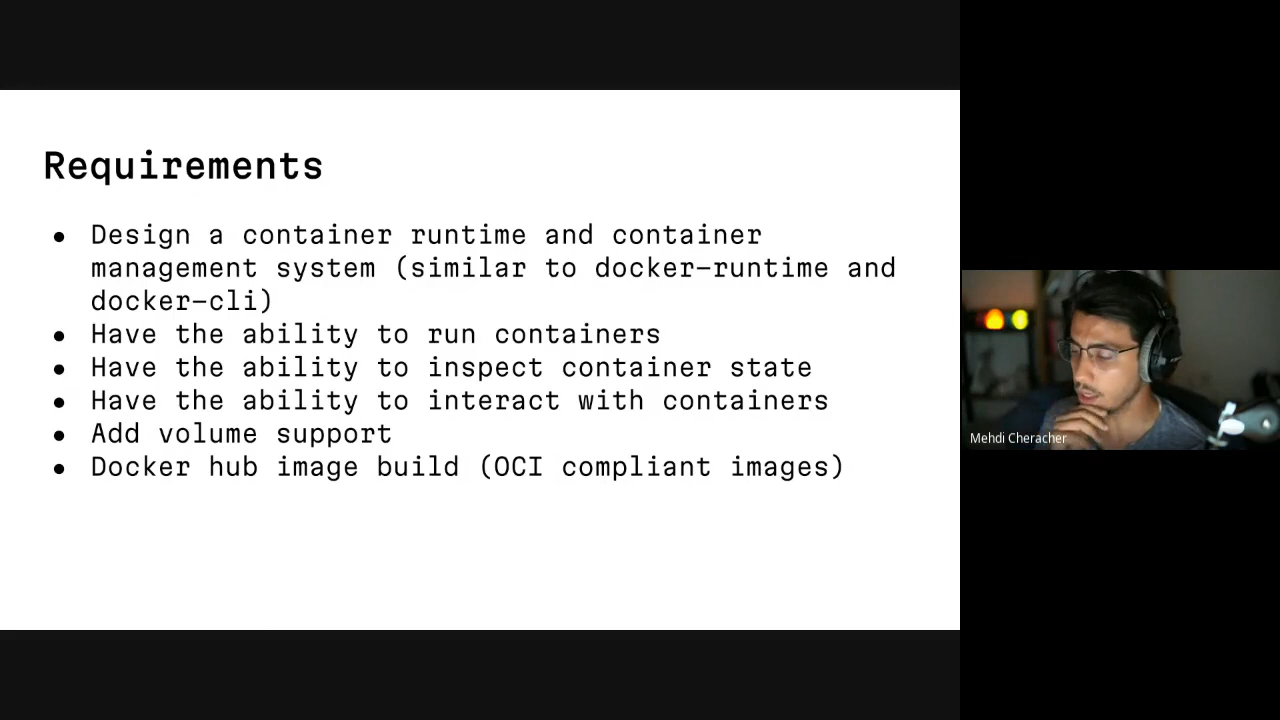 Requirements
● Design a container runtime and container
management system (similar to docker-runtime and
docker-cli)
● Have the ability to run containers
● Have the ability to inspect container state
● Have the ability to interact with containers
● Add volume support
● Docker hub image build (OCI compliant images)
Mehdi Cheracher